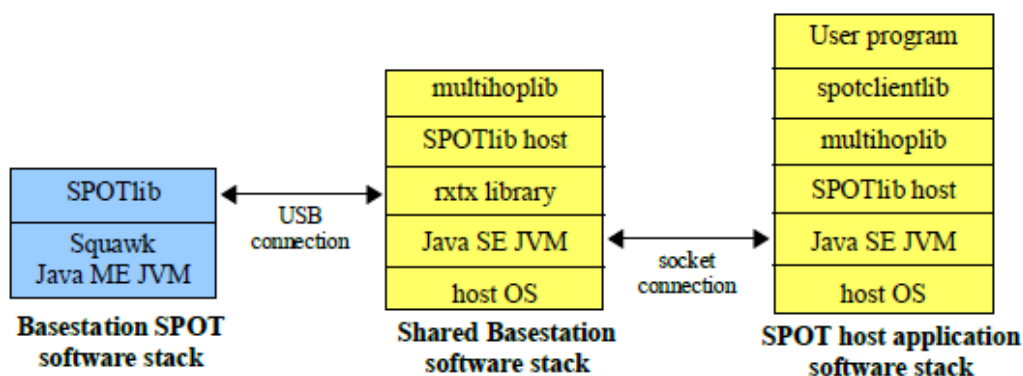 SPOTlib
Squawk
Java ME JVM
Basestation SPOT
software stack
USB
connection
multihoplib
SPOTlib host
rxtx library
Java SE JVM
host OS
Shared Basestation
software stack
socket
connection
User program
spotclientlib
multihoplib
SPOTlib host
Java SE JVM
host OS
SPOT host application
software stack